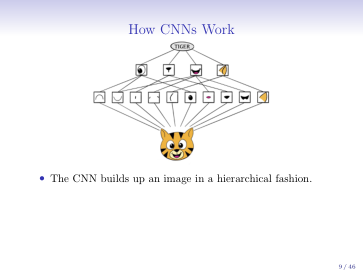 How CNNs Work
TIGER
• The CNN builds up an image in a hierarchical fashion.
9 / 46